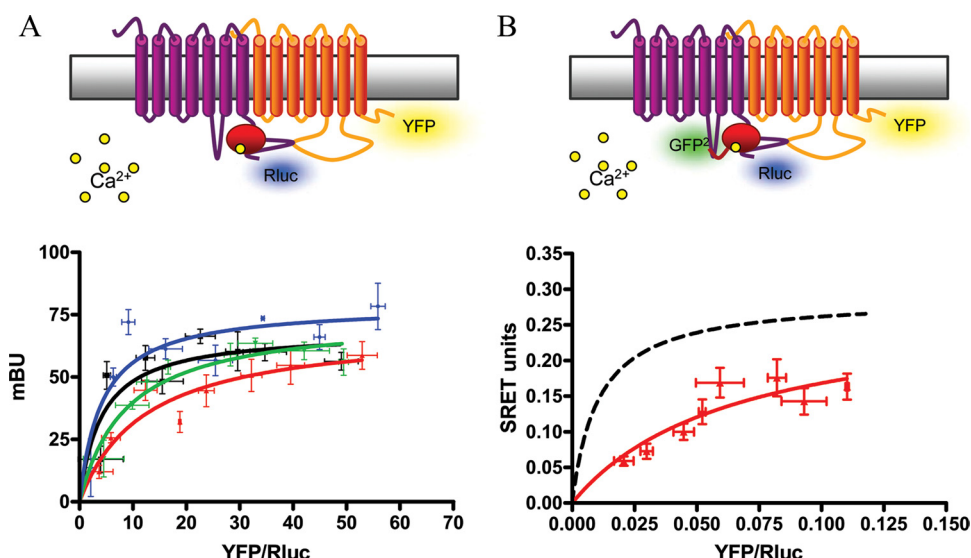 A
YFP
Ca2+
Rluc
B
GFP2
YFP
Ca2+
Rluc
100
75
50
25
0
mBU
0 10 20 30 40 50 60 70
YFP/Rluc
0.35
0.30
0.25
0.20
0.15
0.10
0.05
0.00
SRET units
0.000 0.025 0.050 0.075 0.100 0.125 0.150
YFP/Rluc